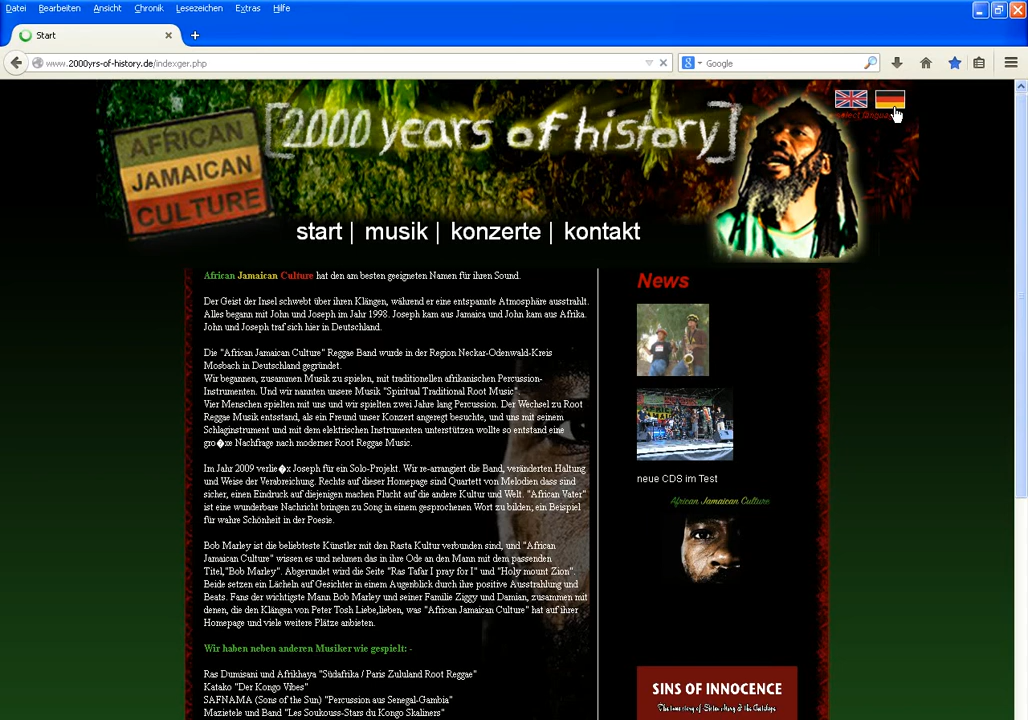 Datei Bearbeiten Ansicht Chronik Lesezeichen Extras Hilfe
Start
www.2000yrs-of-history.de/indexger.php
Google
[2000 years of history]
AFRICAN
JAMAICAN
CULTURE
select
start | musik | konzerte | kontakt
African Jamaican Culture hat den am besten geeigneten Namen für ihren Sound.
Der Geist der Insel schwebt über ihren Klängen, während er eine entspannte Atmosphäre ausstrahlt.
Alles begann mit John und Joseph im Jahr 1998. Joseph kam aus Jamaica und John kam aus Afrika.
John und Joseph traf sich hier in Deutschland.
Die "African Jamaican Culture" Reggae Band wurde in der Region Neckar-Odenwald-Kreis
Mosbach in Deutschland gegründet.
Wir begannen, zusammen Musik zu spielen, mit traditionellen afrikanischen Percussion-
Instrumenten. Und wir nannten unsere Musik "Spiritual Traditional Root Music".
Vier Menschen spielten mit uns und wir spielten zwei Jahre lang Percussion. Der Wechsel zu Root
Reggae Musik entsstand, als ein Freund unser Konzert angeregt besuchte, und uns mit seinem
Schlaginstrument und mit dem elektrischen Instrumenten unterstützen wollte so entstand eine
gro�xe Nachfrage nach moderner Root Reggae Music.
Im Jahr 2009 verlie�x Joseph für ein Solo-Projekt. Wir re-arrangiert die Band, veränderten Haltung
und Weise der Verabreichung. Rechts auf dieser Homepage sind Quartett von Melodien dass sind
sicher, einen Eindruck auf diejenigen machen Flucht auf die andere Kultur und Welt. "African Vater"
ist eine wunderbare Nachricht bringen zu Song in einem gesprochenen Wort zu bilden; ein Beispiel
für wahre Schönheit in der Poesie.
Bob Marley ist die beliebteste Künstler mit den Rasta Kultur verbunden sind, und "African
Jamaican Culture" wissen es und nehmen das in ihre Ode an den Mann mit dem passenden
Titel,"Bob Marley". Abgerundet wird die Seite "Ras Tafar I pray for I" und "Holy mount Zion".
Beide setzen ein Lächeln auf Gesichter in einem Augenblick durch ihre positive Ausstrahlung und
Beats. Fans der wichtigste Mann Bob Marley und seiner Familie Ziggy und Damian, zusammen mit
denen, die den Klängen von Peter Tosh Liebe,lieben, was "African Jamaican Culture" hat auf ihrer
Homepage und viele weitere Plätze anbieten.
Wir haben neben anderen Musiker wie gespielt: -
Ras Dumisani und Afrikhaya "Südafrika / Paris Zululand Root Reggae"
Katako "Der Kongo Vibes"
SAFNAMA (Sons of the Sun) "Percussion aus Senegal-Gambia"
Mazietele und Band "Les Soukouss-Stars du Kongo Skaliners"
News
neue CDS im Test
African Jamaican Culture
SINS OF INNOCENCE